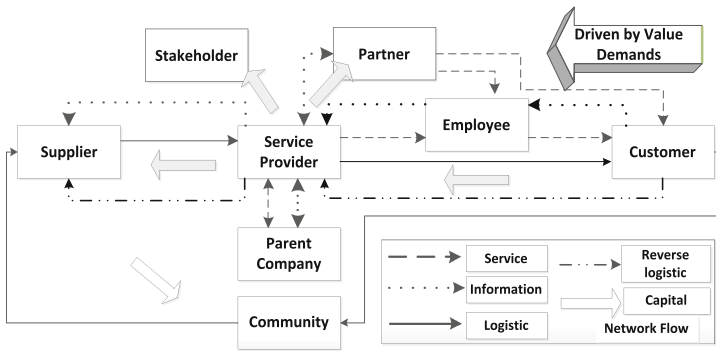 Driven by Value
Demands
Stakeholder
Partner
Employee
Supplier
Service
Provider
Customer
Parent
Company
Community
Service
Information
Logistic
Reverse
logistic
Capital
Network Flow